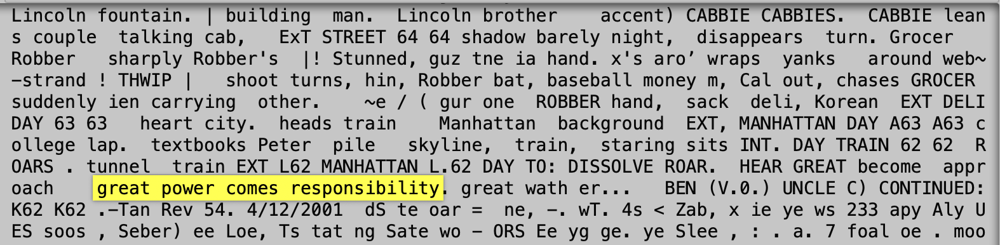 Lincoln fountain. | building  man.  Lincoln brother    accent) CABBIE CABBIES.  CABBIE lean
s couple  talking cab,   ExT STREET 64 64 shadow barely night,  disappears  turn. Grocer
Robber   sharply Robber's  |! Stunned, guz tne ia hand. x's aro’ wraps  yanks   around web~
-strand ! THWIP |   shoot turns, hin, Robber bat, baseball money m, Cal out, chases GROCER
suddenly ien carrying  other.    ~e / ( gur one  ROBBER hand,  sack  deli, Korean  EXT DELI
DAY 63 63   heart city.  heads train    Manhattan  background  EXT, MANHATTAN DAY A63 A63 c
ollege lap.  textbooks Peter  pile   skyline,  train,  staring sits INT. DAY TRAIN 62 62  R
OARS . tunnel  train EXT L62 MANHATTAN L.62 DAY TO: DISSOLVE ROAR.  HEAR GREAT become  appr
oach    great power comes responsibility. great wath er...   BEN (V.0.) UNCLE C) CONTINUED:
K62 K62 .-Tan Rev 54. 4/12/2001  dS te oar =  ne, -. wT. 4s < Zab, x ie ye ws 233 apy Aly U
ES soos , Seber) ee Loe, Ts tat ng Sate wo - ORS Ee yg ge. ye Slee , : . a. 7 foal oe . moo